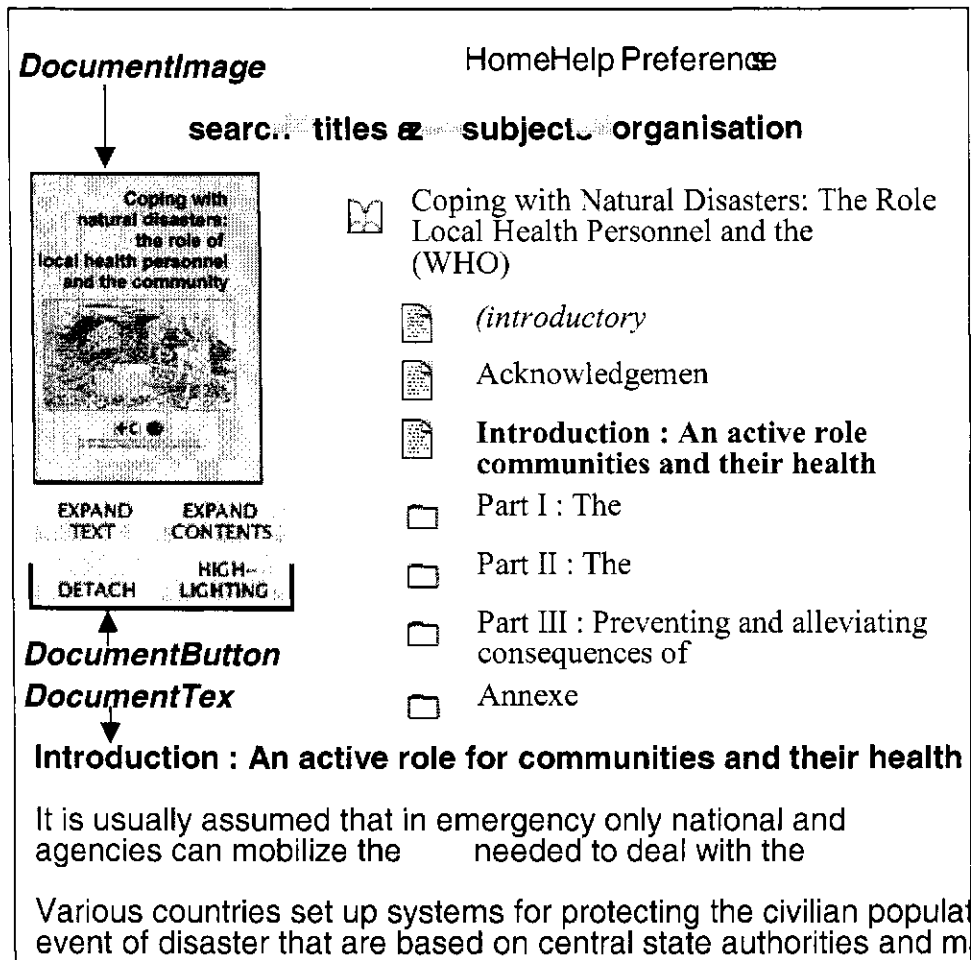 DocumentImage
HomeHelp Preference
searc.. titles subject organisation
Coping with
natural disasters:
the role of
local health personnel
and the community
Coping with Natural Disasters: The Role
Local Health Personnel and the
(WHO)
(introductory
Acknowledgemen
Introduction : An active role
communities and their health
EXPAND TEXT
EXPAND CONTENTS
Part I : The
Part II : The
DETACH
HIGH-LIGHTING
Part III : Preventing and alleviating
consequences of
DocumentButton
DocumentTex
Annexe
Introduction : An active role for communities and their health
It is usually assumed that in emergency only national and
agencies can mobilize the needed to deal with the
Various countries set up systems for protecting the civilian populat
event of disaster that are based on central state authorities and m